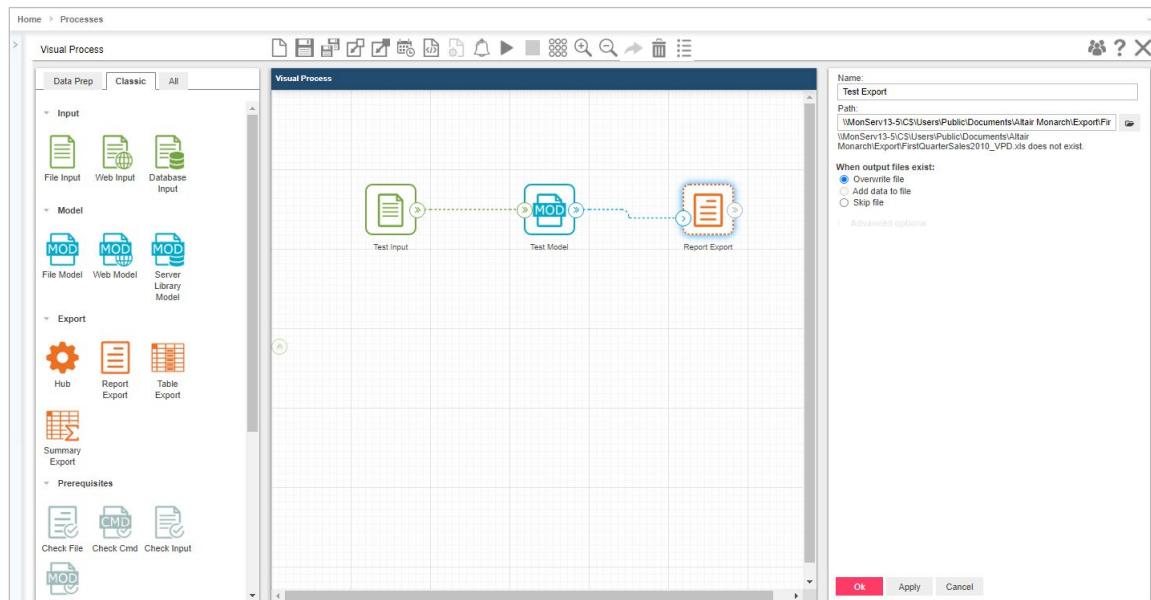 Home > Processes
Visual Process
Data Prep Classic All
Input
File Input Web Input Database
Input
Model
MOD MOD MOD
File Model Web Model Server
Library
Model
Export
Hub Report
Export Table
Export
Summary
Export
Prerequisites
CMD
Check File Check Cmd Check Input
MOD
Visual Process
MOD
Test Input Test Model Report Export
Name:
Test Export
Path:
\\MonServ13-5\C$\Users\Public\Documents\Altair Monarch\Export\Fir
\\MonServ13-5\C$\Users\Public\Documents\Altair
Monarch\Export\FirstQuarterSales2010_VPD.xls does not exist.
When output files exist:
Overwrite file
Add data to file
Skip file
Advanced options
Ok Apply Cancel